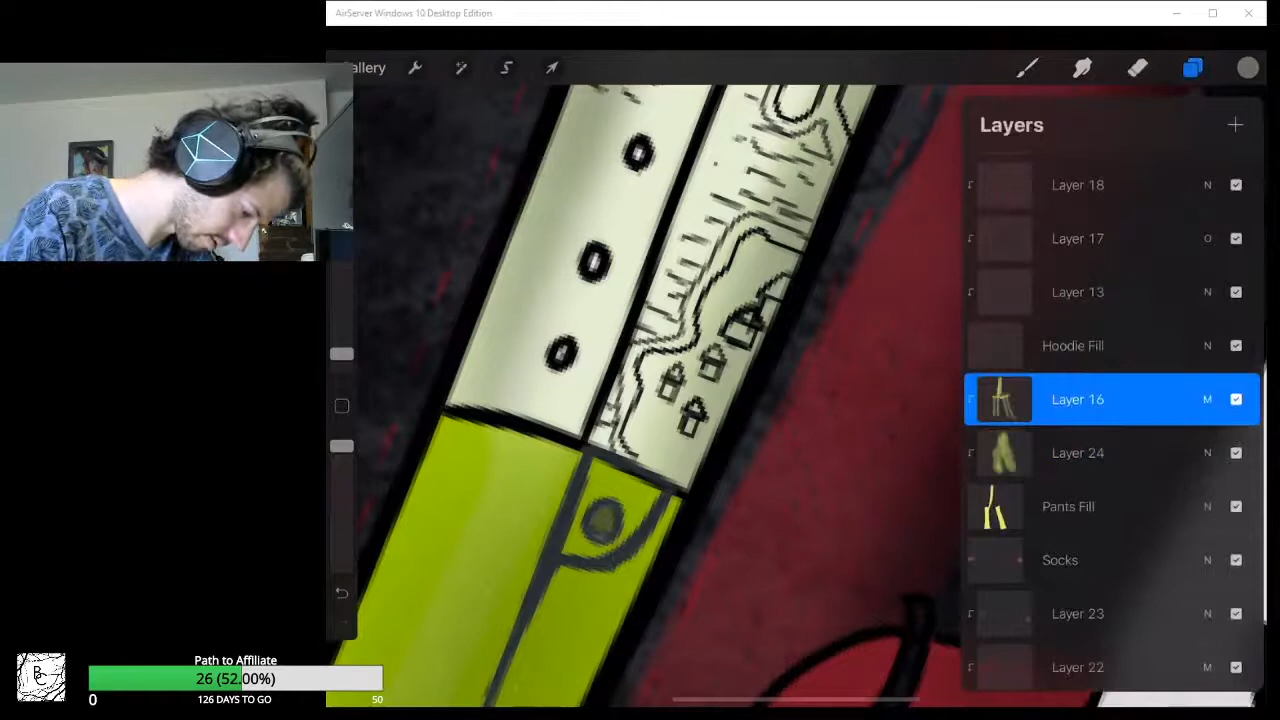 AirServer Windows 10 Desktop Edition
allery
Layers
Layer 18 N
Layer 17 O
Layer 13 N
Hoodie Fill N
Layer 16 M
Layer 24 N
Pants Fill N
Socks N
Layer 23 N
Layer 22 M
Path to Affiliate
26 (52.00%)
0 126 DAYS TO GO 50